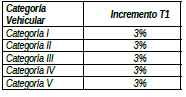 Categoría Vehicular Incremento T1
Categoría I 3%
Categoría II 3%
Categoría III 3%
Categoría IV 3%
Categoría V 3%